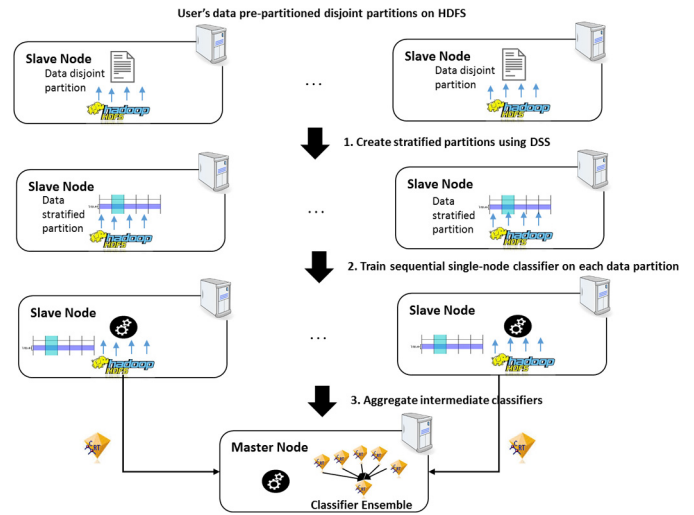 User's data pre-partitioned disjoint partitions on HDFS
Slave Node
Data disjoint
partition
hadoop
HDFS
...
Slave Node
Data disjoint
partition
hadoop
HDFS
1. Create stratified partitions using DSS
Slave Node
Data
stratified
partition
hadoop
HDFS
...
Slave Node
Data
stratified
partition
hadoop
HDFS
2. Train sequential single-node classifier on each data partition
Slave Node
hadoop
HDFS
...
Slave Node
hadoop
HDFS
3. Aggregate intermediate classifiers
Master Node
Classifier Ensemble